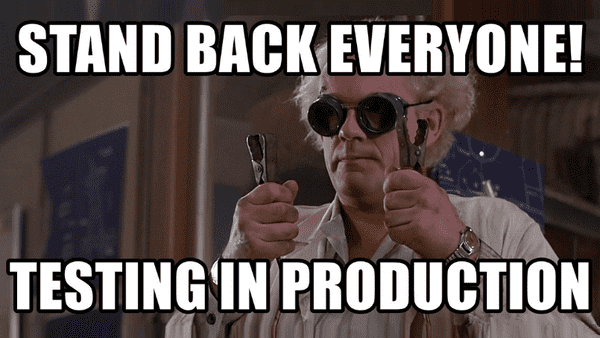 STAND BACK EVERYONE!
TESTING IN PRODUCTION